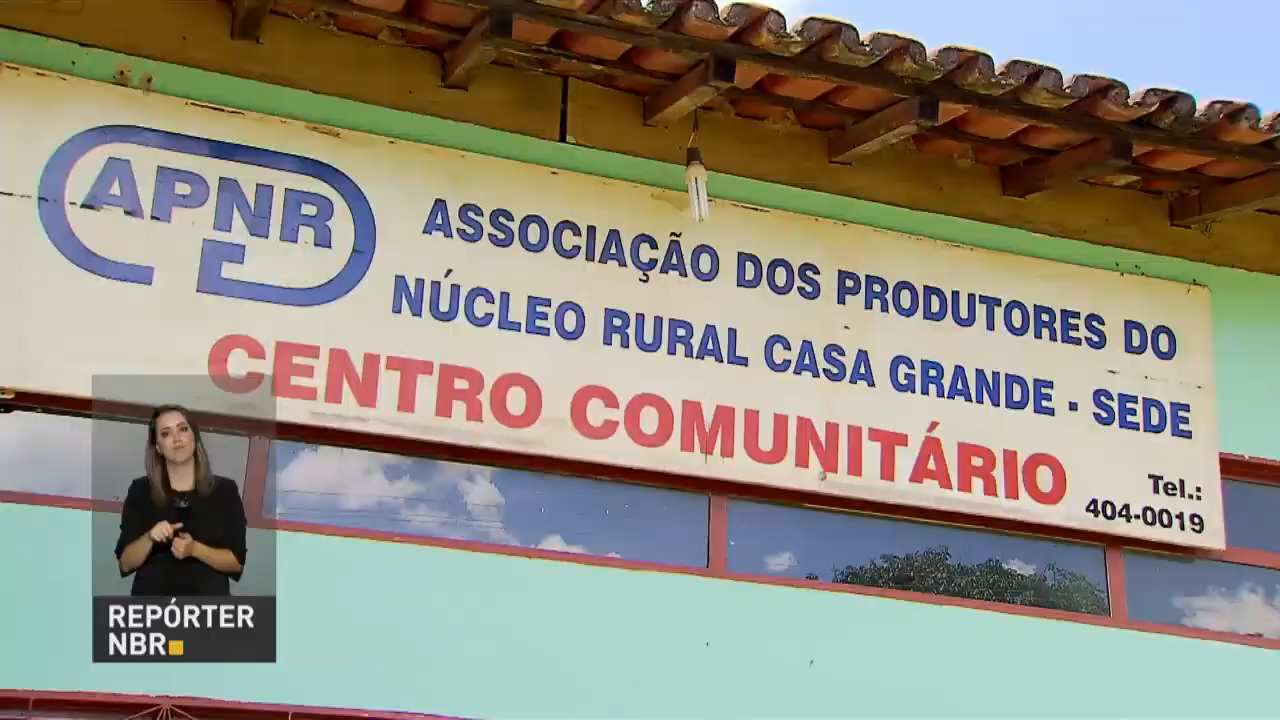 APNR
ASSOCIAÇÃO DOS PRODUTORES DO
NÚCLEO RURAL CASA GRANDE - SEDE
CENTRO COMUNITÁRIO
Tel.:
404-0019
REPÓRTER
NBR